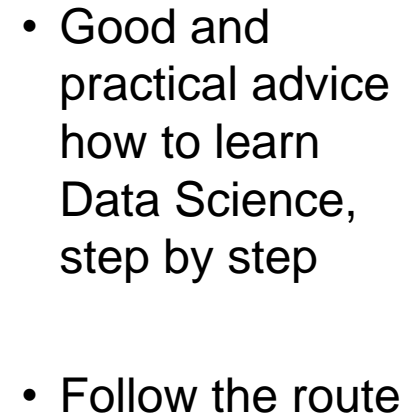 • Good and
practical advice
how to learn
Data Science,
step by step
• Follow the route